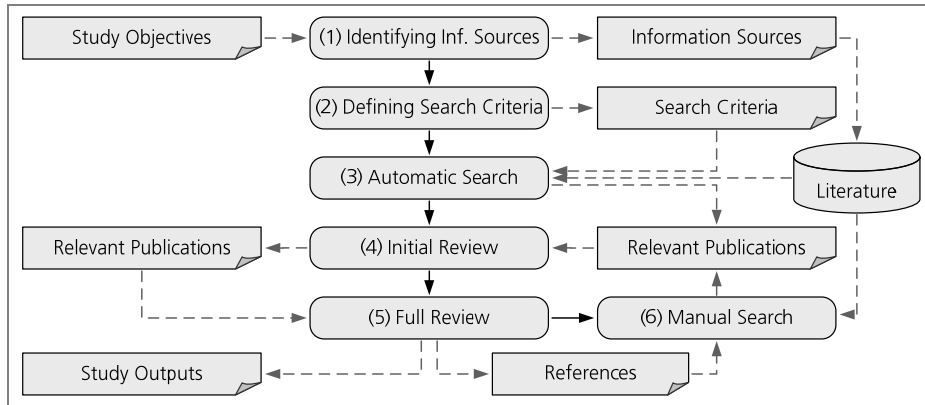 Study Objectives
(1) Identifying Inf. Sources
Information Sources
(2) Defining Search Criteria
Search Criteria
(3) Automatic Search
Literature
Relevant Publications
(4) Initial Review
Relevant Publications
(5) Full Review
(6) Manual Search
Study Outputs
References